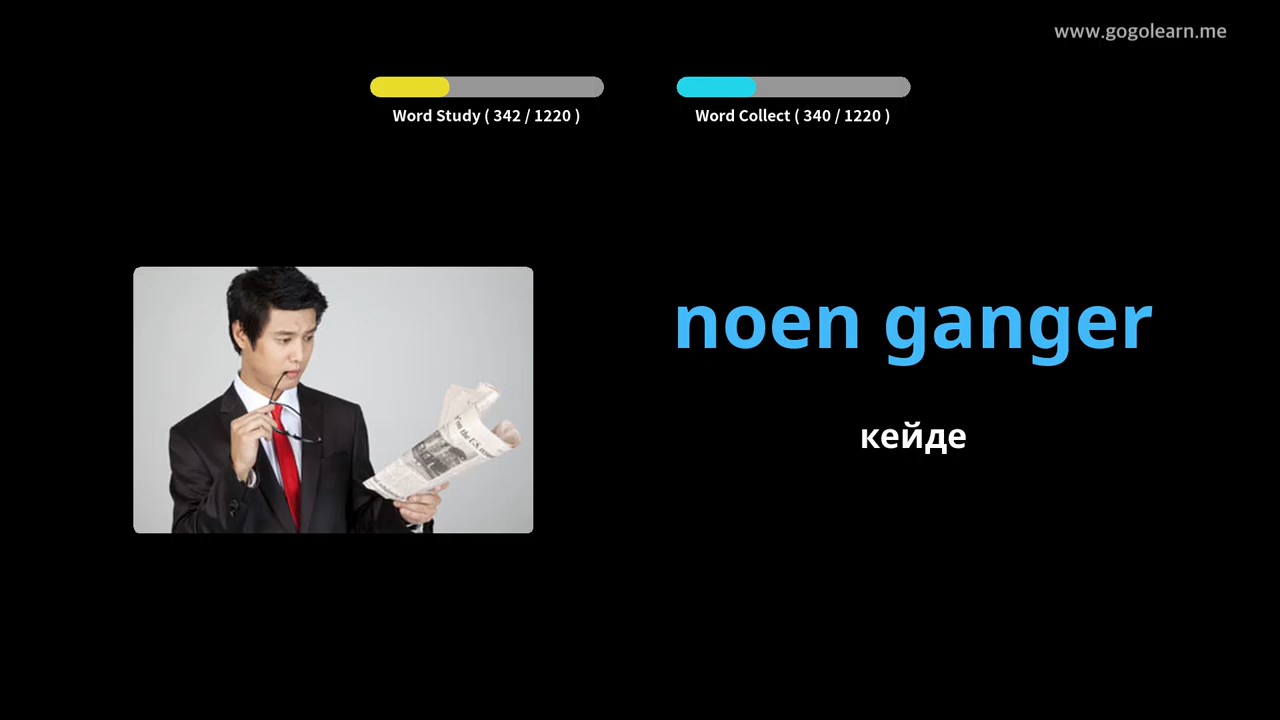 www.gogolearn.me
Word Study ( 342 / 1220 )
Word Collect ( 340 / 1220 )
noen ganger
кейде